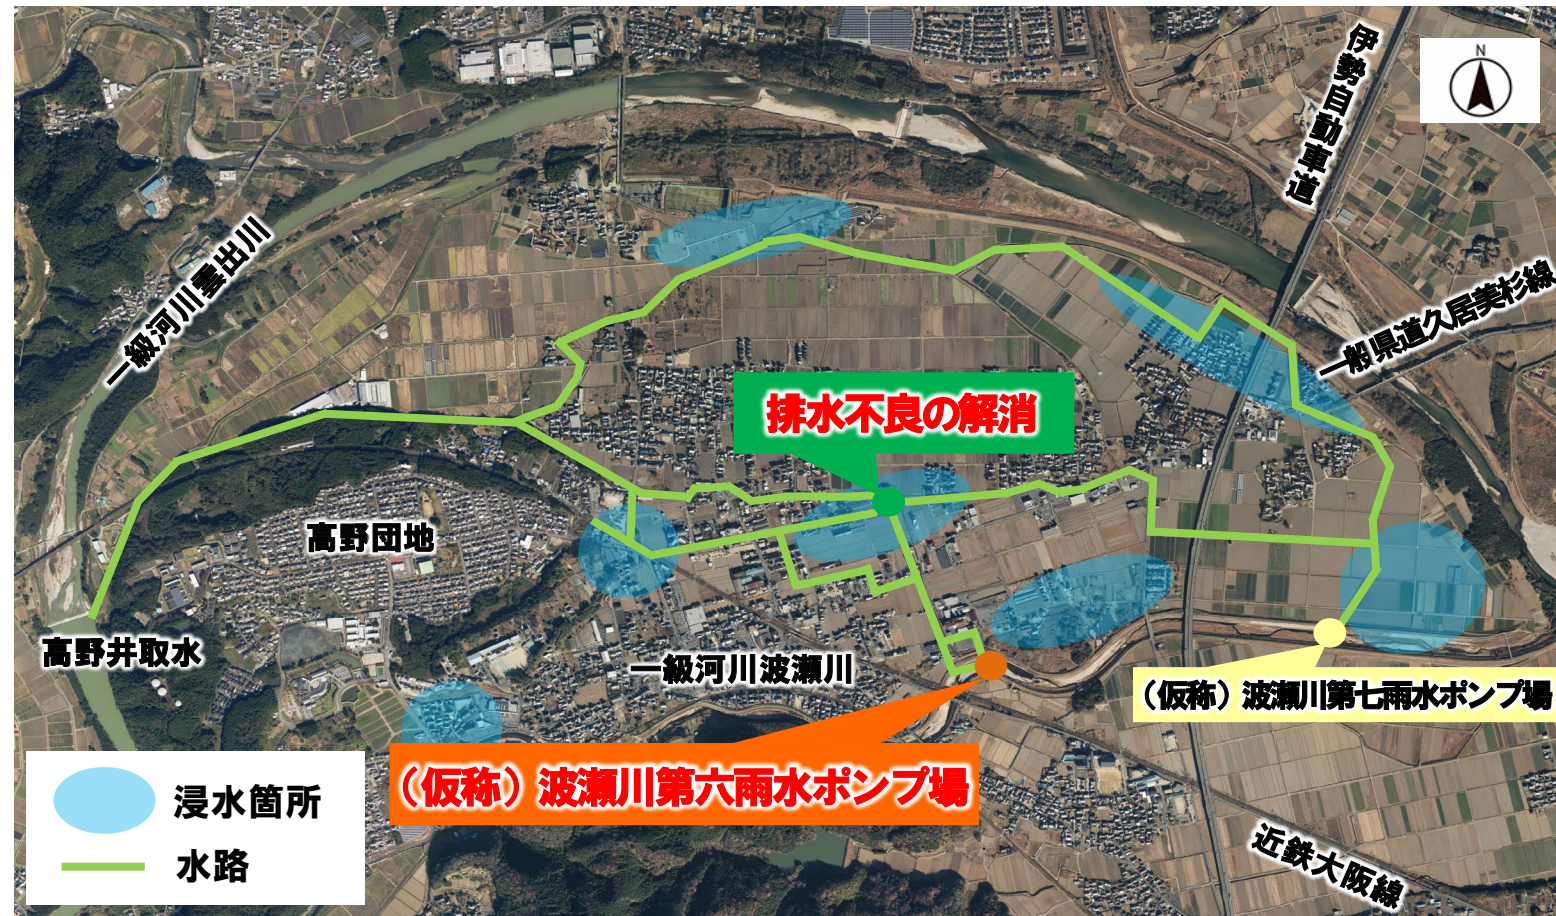 伊勢自動車道
N
一級河川雲出川
一般県道久居美杉線
排水不良の解消
高野団地
高野井取水
一級河川波瀬川
（仮称）波瀬川第七雨水ポンプ場
（仮称）波瀬川第六雨水ポンプ場
浸水箇所
水路
近鉄大阪線